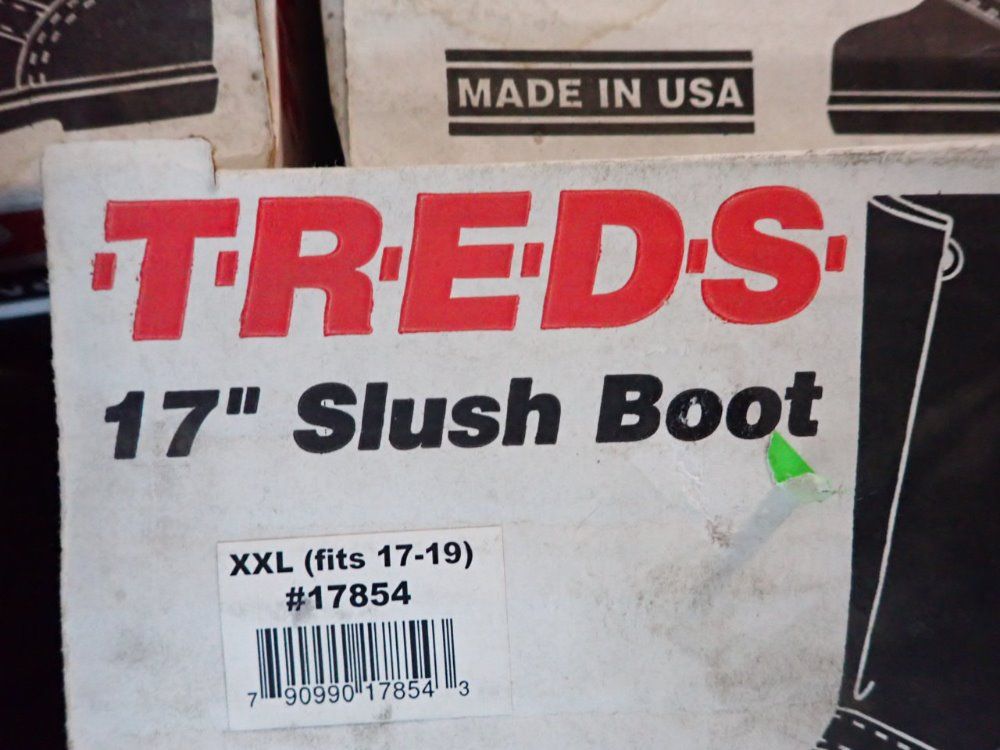 MADE IN USA
·T·R·E·D·S·
17" Slush Boot
XXL (fits 17-19)
#17854
7 90990 17854 3